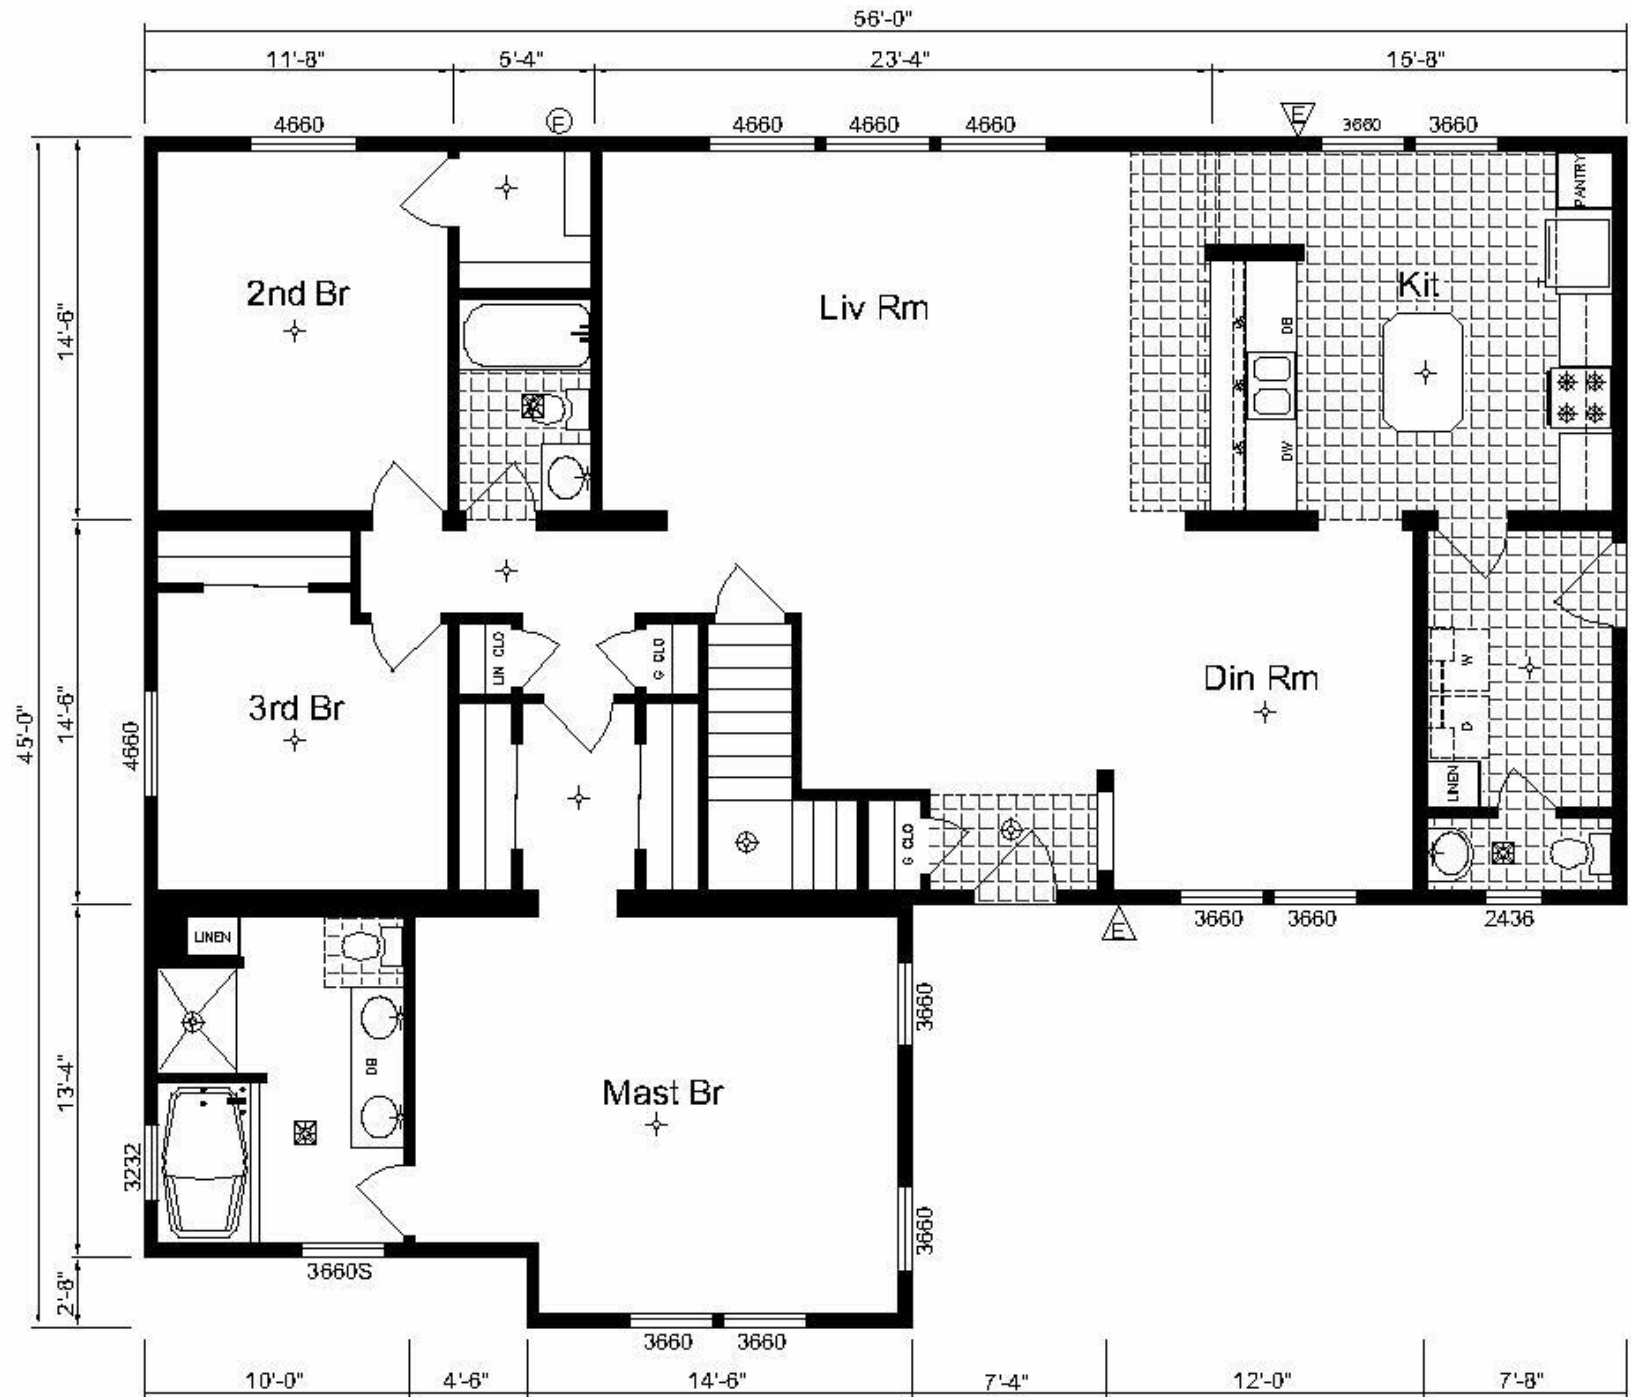 56'-0"
11'-8" 5'-4" 23'-4" 15'-8"
E E
4660 4660 4660 4660 3660 3660
PANTRY
2nd Br Liv Rm Kit
14'-6"
DB
DW
LIN CLO G CLO
W
Din Rm
3rd Br
D
45'-0" 14'-6" 4660
LINEN
G CLO
3660 3660 2436
E
LINEN
3660
DB
Mast Br
13'-4"
3232
3660
3660S
2'-8"
3660 3660
10'-0" 4'-6" 14'-6" 7'-4" 12'-0" 7'-8"